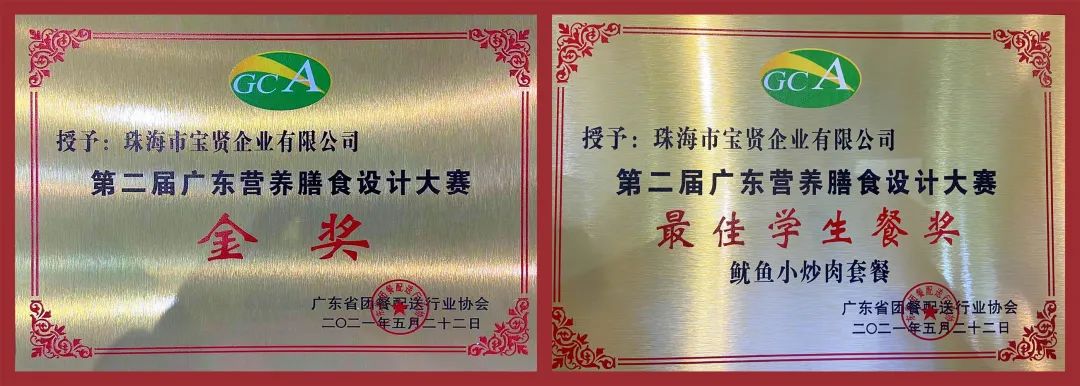 GCA
授予：珠海市宝贤企业有限公司
第二届广东营养膳食设计大赛
金奖
广东省团餐配送行业协会
二〇二一年五月二十二日
GCA
授予：珠海市宝贤企业有限公司
第二届广东营养膳食设计大赛
最佳学生餐奖
鱿鱼小炒肉套餐
广东省团餐配送行业协会
二〇二一年五月二十二日